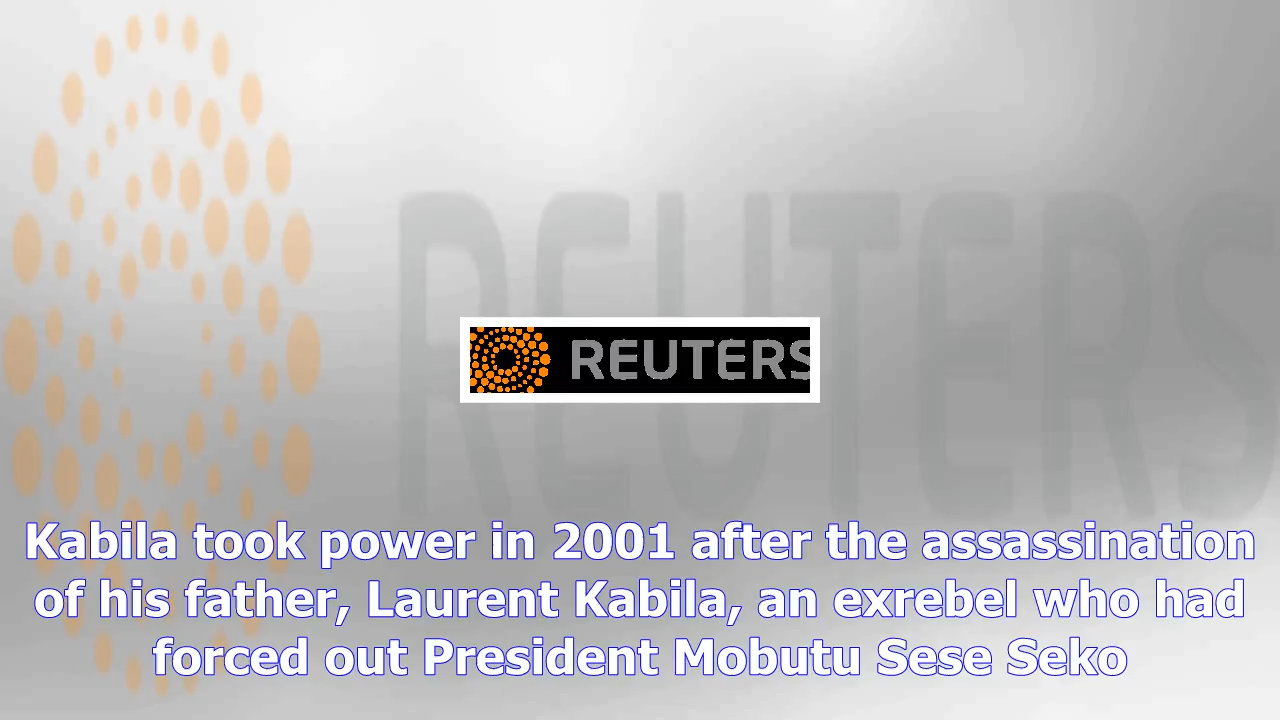 REUTERS
REUTERS
Kabila took power in 2001 after the assassination
of his father, Laurent Kabila, an exrebel who had
forced out President Mobutu Sese Seko